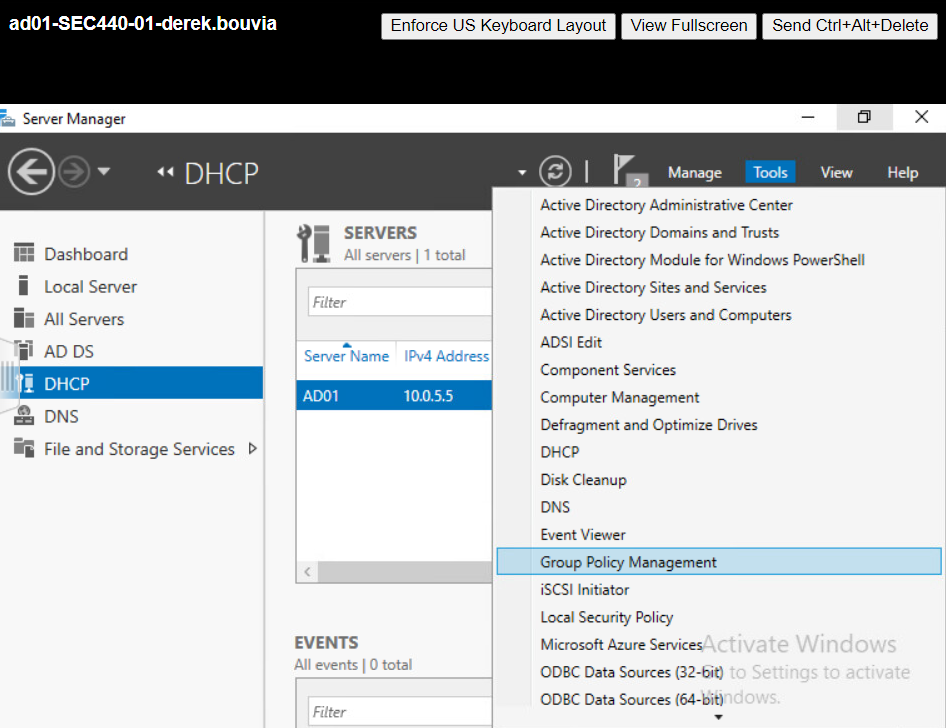 ad01-SEC440-01-derek.bouvia
Enforce US Keyboard Layout
View Fullscreen
Send Ctrl+Alt+Delete
Server Manager
DHCP
2
Manage
Tools
View
Help
Dashboard
Local Server
All Servers
AD DS
DHCP
DNS
File and Storage Services
SERVERS
All servers | 1 total
Filter
Server Name
IPv4 Address
AD01
10.0.5.5
EVENTS
All events | 0 total
Filter
Active Directory Administrative Center
Active Directory Domains and Trusts
Active Directory Module for Windows PowerShell
Active Directory Sites and Services
Active Directory Users and Computers
ADSI Edit
Component Services
Computer Management
Defragment and Optimize Drives
DHCP
Disk Cleanup
DNS
Event Viewer
Group Policy Management
iSCSI Initiator
Local Security Policy
Microsoft Azure Services
ODBC Data Sources (32-bit)
ODBC Data Sources (64-bit)
Activate Windows
Go to Settings to activate
Windows.